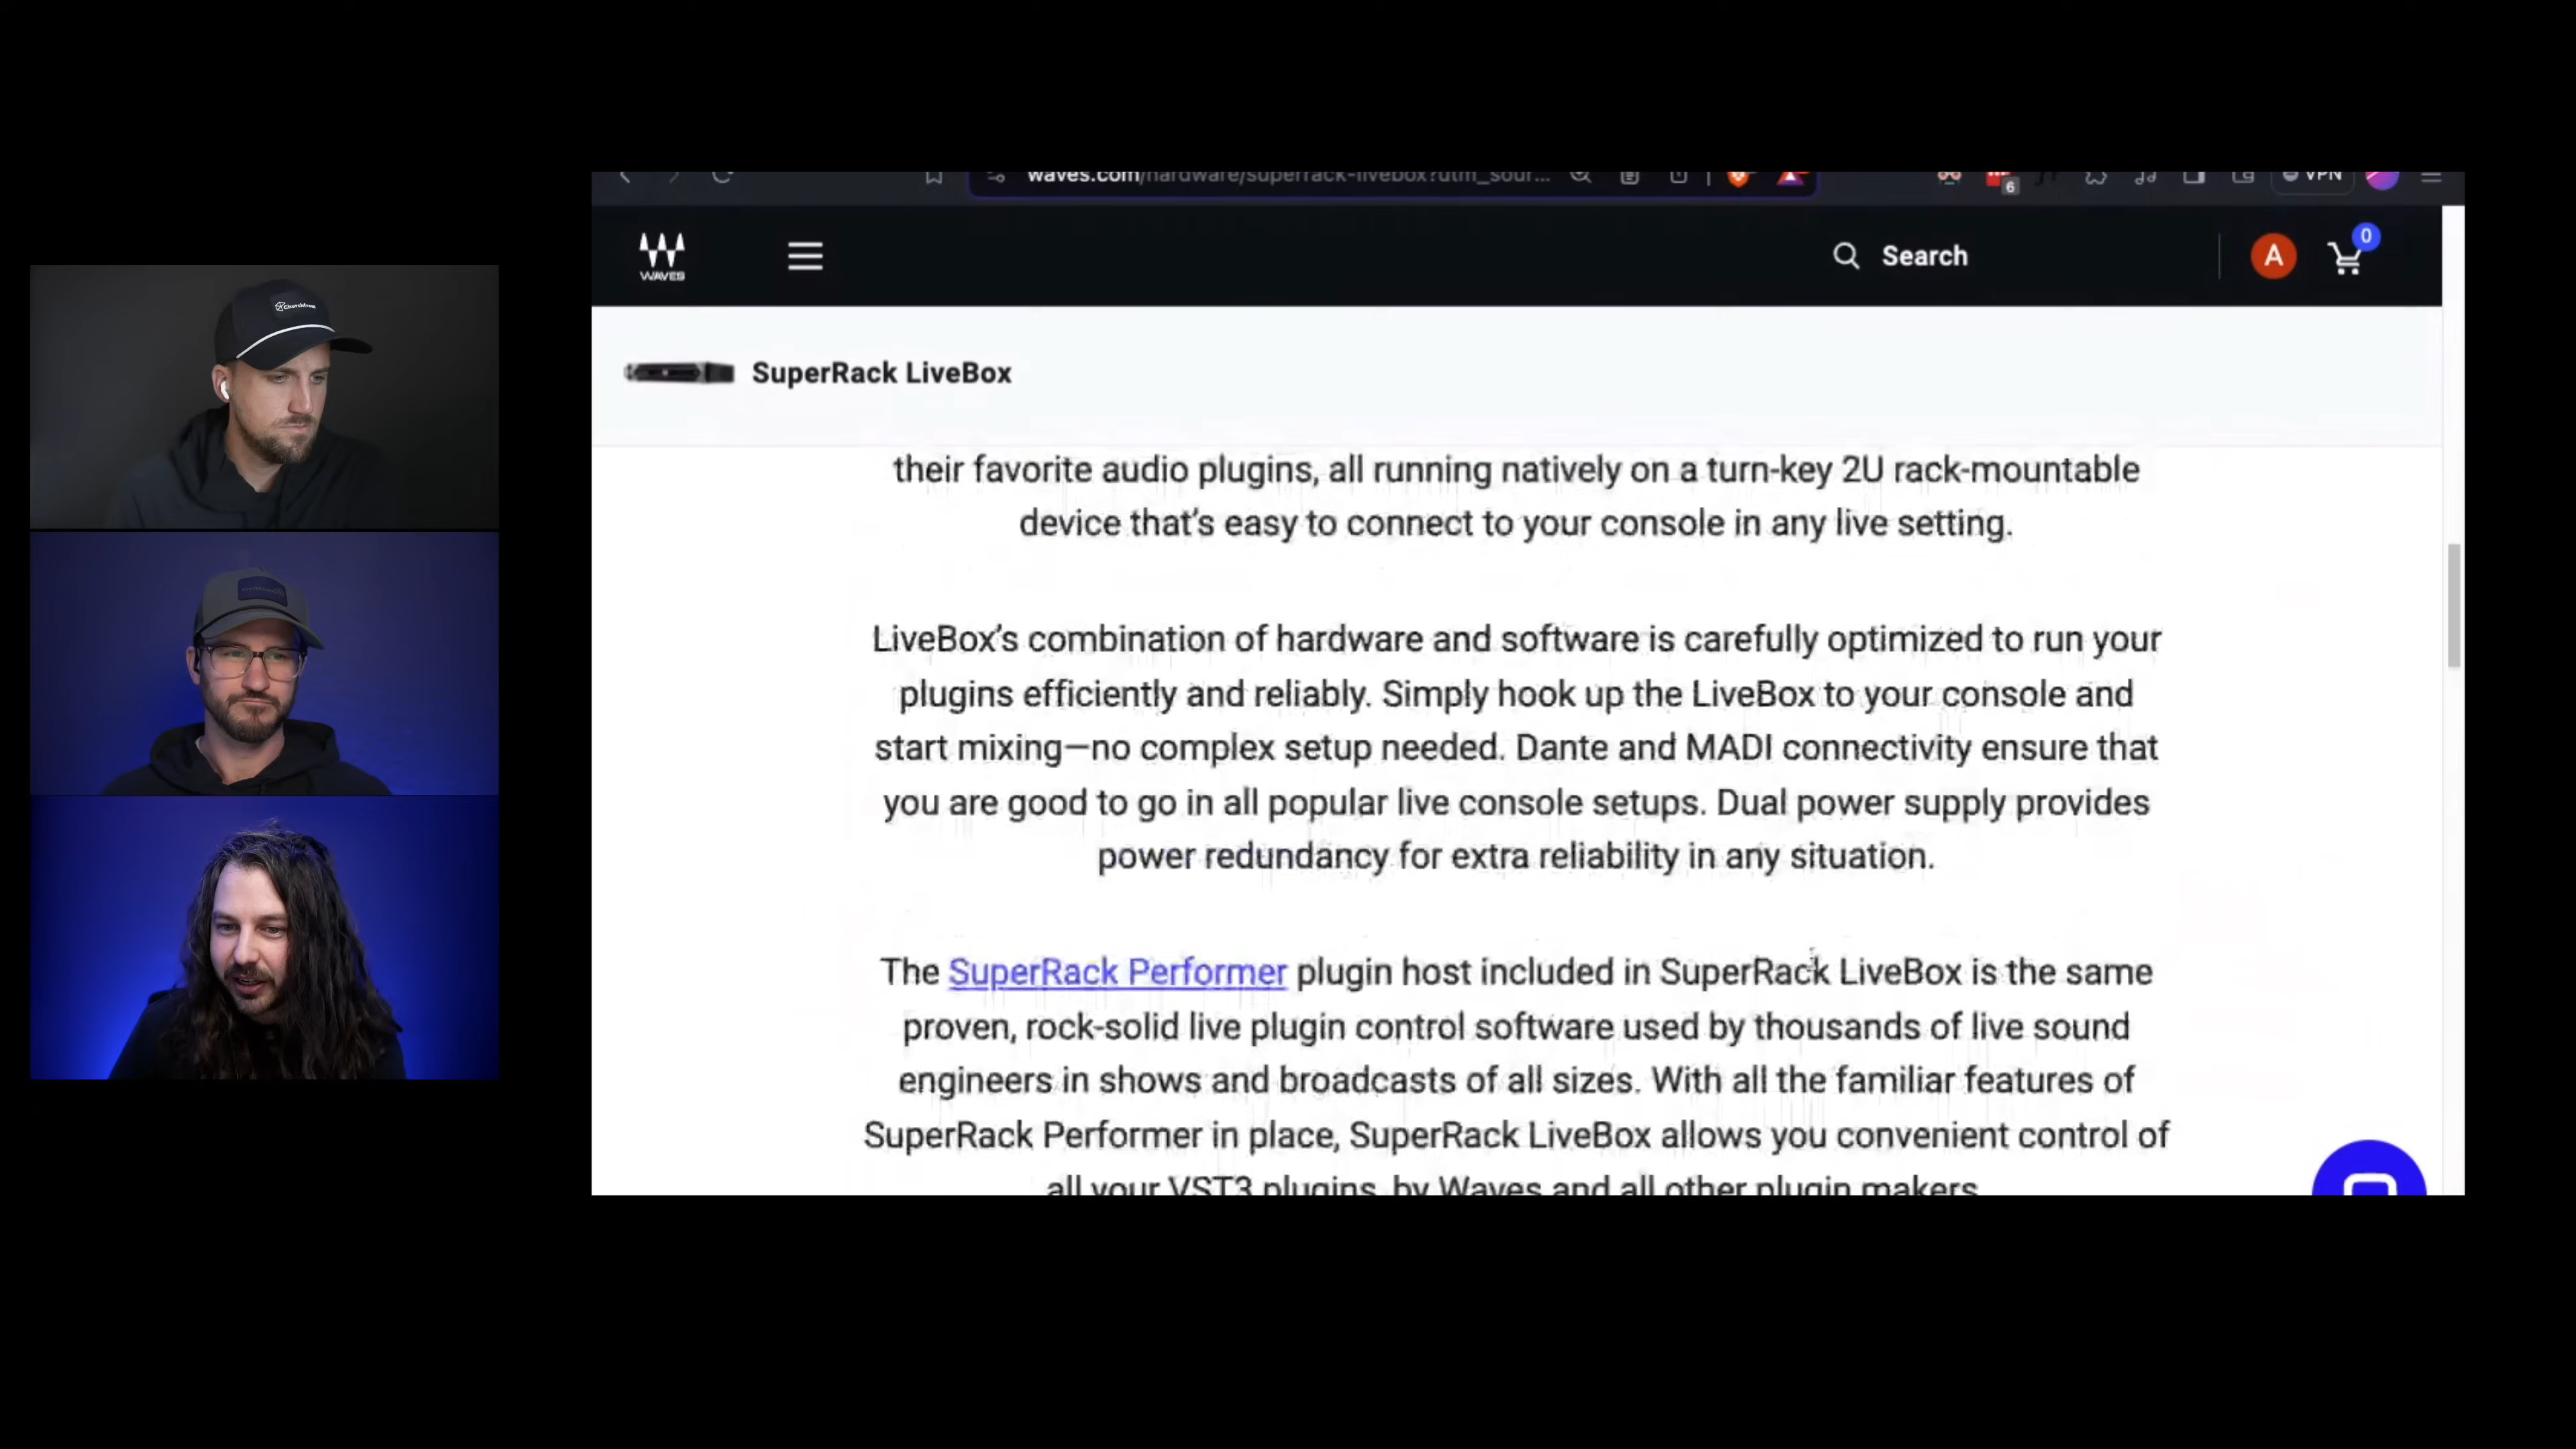 waves.com/hardware/superrack-livebox?utm_sour...
6
VPN
WAVES
Search
A
0
SuperRack LiveBox
their favorite audio plugins, all running natively on a turn-key 2U rack-mountable
device that’s easy to connect to your console in any live setting.
LiveBox’s combination of hardware and software is carefully optimized to run your
plugins efficiently and reliably. Simply hook up the LiveBox to your console and
start mixing—no complex setup needed. Dante and MADI connectivity ensure that
you are good to go in all popular live console setups. Dual power supply provides
power redundancy for extra reliability in any situation.
The SuperRack Performer plugin host included in SuperRack LiveBox is the same
proven, rock-solid live plugin control software used by thousands of live sound
engineers in shows and broadcasts of all sizes. With all the familiar features of
SuperRack Performer in place, SuperRack LiveBox allows you convenient control of
all your VST3 plugins, by Waves and all other plugin makers